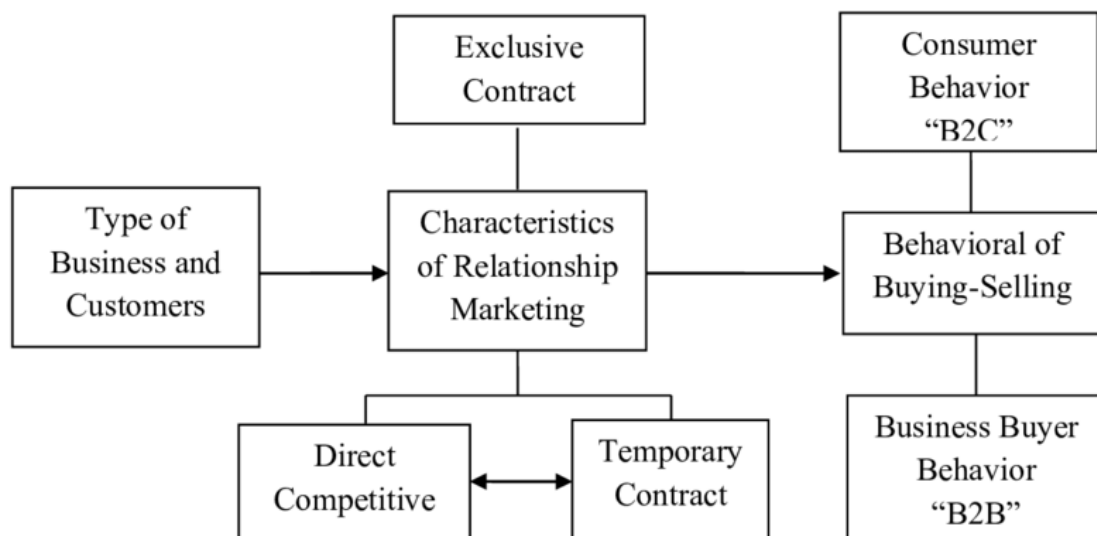 Exclusive
Contract
Consumer
Behavior
“B2C”
Type of
Business and
Customers
Characteristics
of Relationship
Marketing
Behavioral of
Buying-Selling
Direct
Competitive
Temporary
Contract
Business Buyer
Behavior
“B2B”